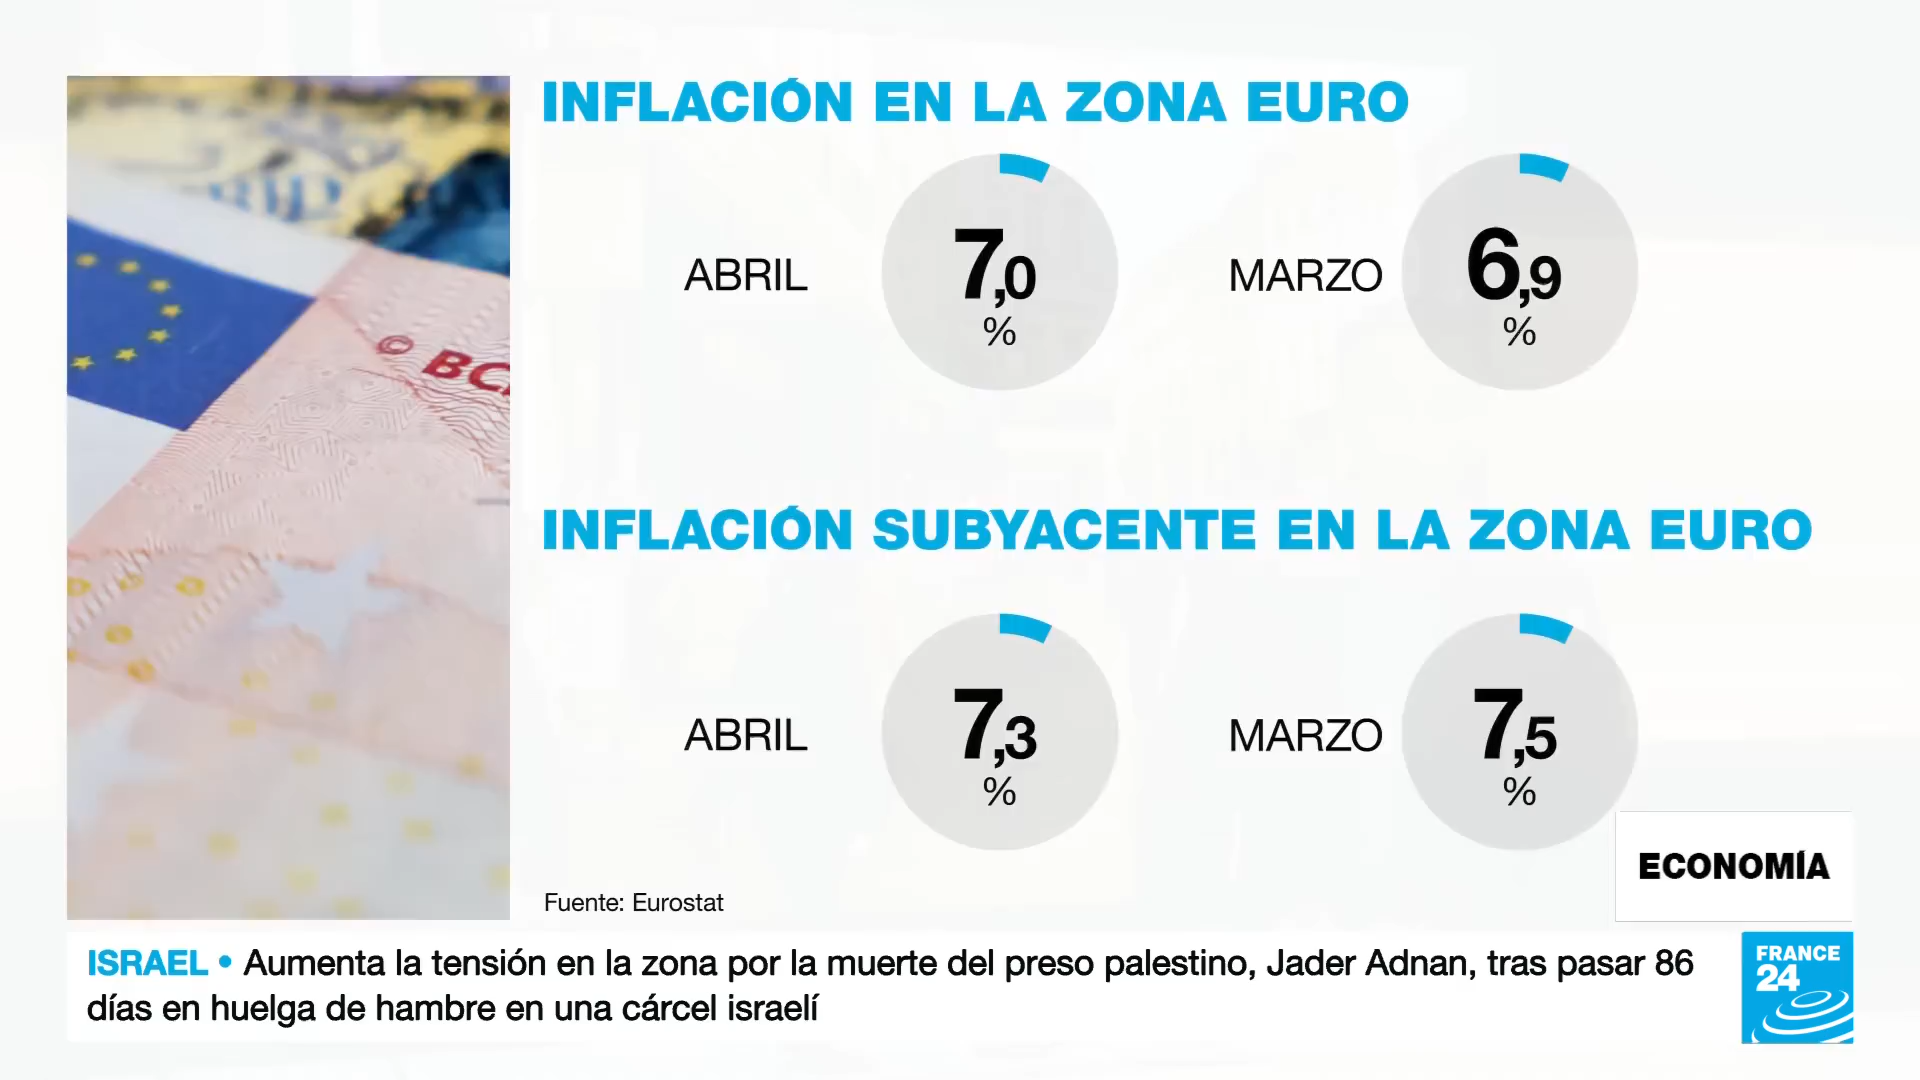 INFLACIÓN EN LA ZONA EURO
ABRIL
7,0
%
MARZO
6,9
%
© BC
INFLACIÓN SUBYACENTE EN LA ZONA EURO
ABRIL
7,3
%
MARZO
7,5
%
Fuente: Eurostat
ECONOMÍA
ISRAEL • Aumenta la tensión en la zona por la muerte del preso palestino, Jader Adnan, tras pasar 86
días en huelga de hambre en una cárcel israelí
FRANCE
24